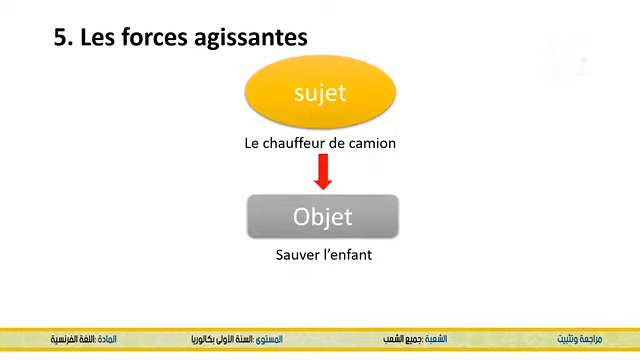 5. Les forces agissantes
sujet
Le chauffeur de camion
Objet
Sauver l'enfant
مراجعة وتثبيت
الشعبة :جميع الشعب
المستوى :السنة الأولى بكالوريا
المادة :اللغة الفرنسية